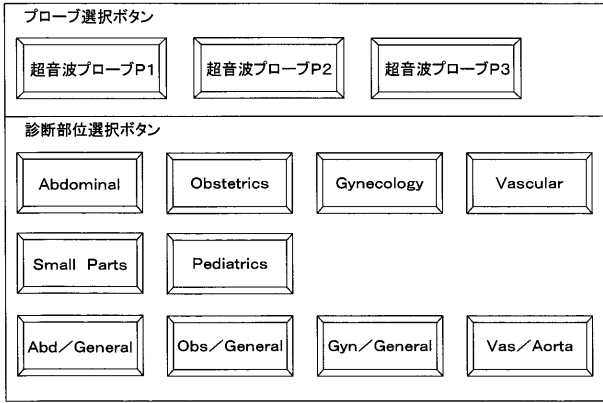 プローブ選択ボタン
超音波プローブP1 超音波プローブP2 超音波プローブP3
診断部位選択ボタン
Abdominal Obstetrics Gynecology Vascular
Small Parts Pediatrics
Abd／General Obs／General Gyn／General Vas／Aorta